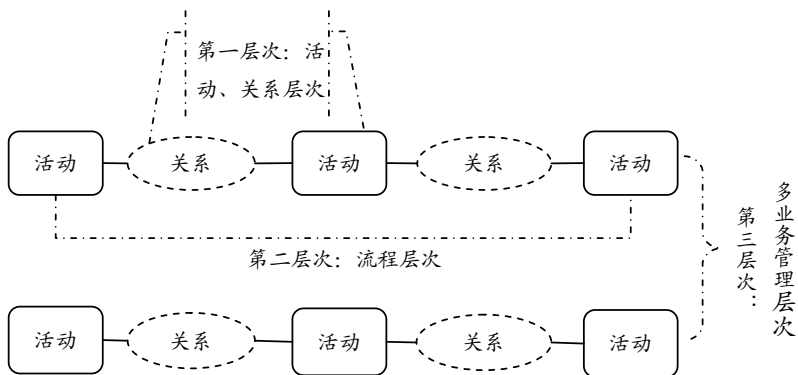 第一层次：活
动、关系层次
活动
关系
活动
关系
活动
第二层次：流程层次
第三层次：
多业务管理层次
活动
关系
活动
关系
活动